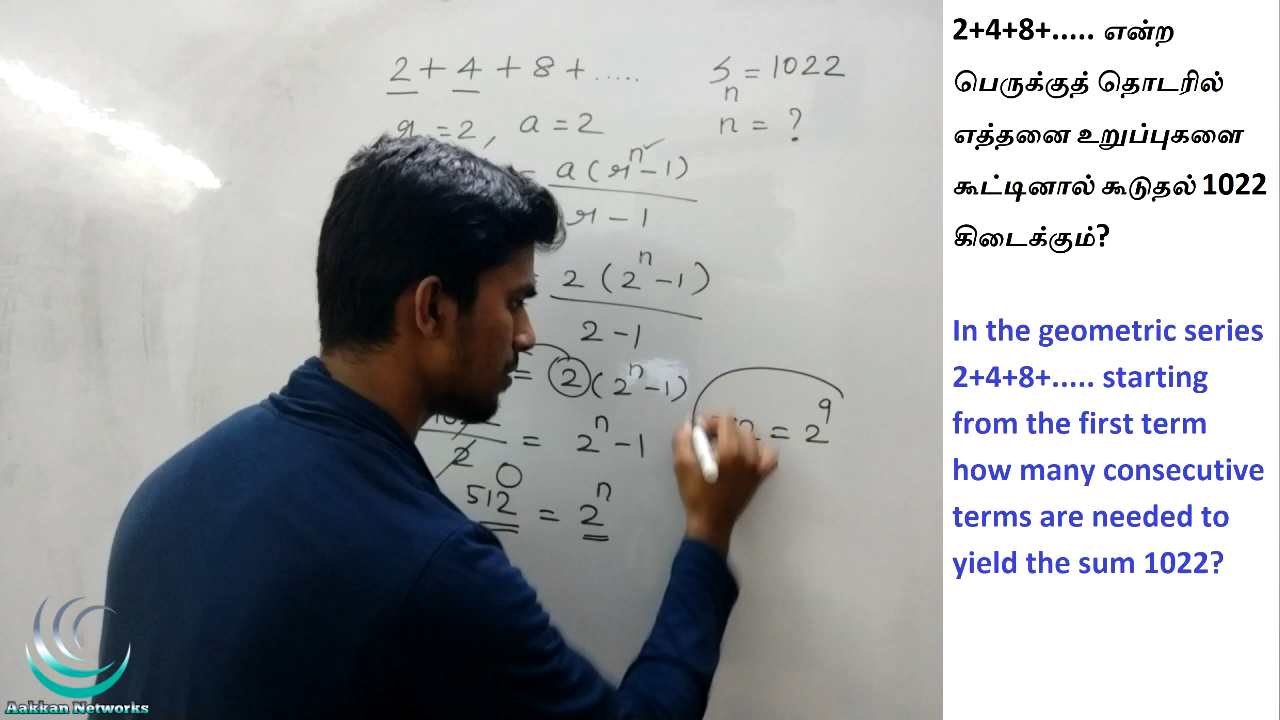 2 + 4 + 8 + .....
S_n = 1022
r = 2, a = 2
n = ?
= a(r^n - 1)
r - 1
2(2^n - 1)
2 - 1
= 2(2^n - 1)
2 = 2^n - 1
512 = 2^n
= 2^9
2+4+8+..... என்ற
பெருக்குத் தொடரில்
எத்தனை உறுப்புகளை
கூட்டினால் கூடுதல் 1022
கிடைக்கும்?
In the geometric series
2+4+8+..... starting
from the first term
how many consecutive
terms are needed to
yield the sum 1022?
Aakkan Networks